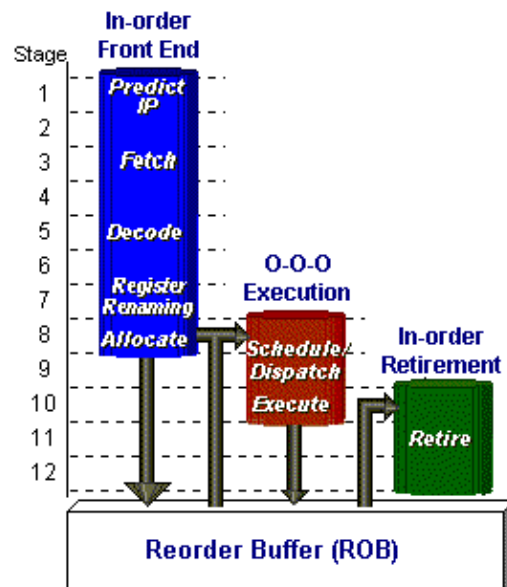 In-order
Front End
Stage
1
Predict
IP
2
3
Fetch
4
5
Decode
6
7
Register
Renaming
8
Allocate
9
10
11
12
O-O-O
Execution
Schedule/
Dispatch
Execute
In-order
Retirement
Retire
Reorder Buffer (ROB)